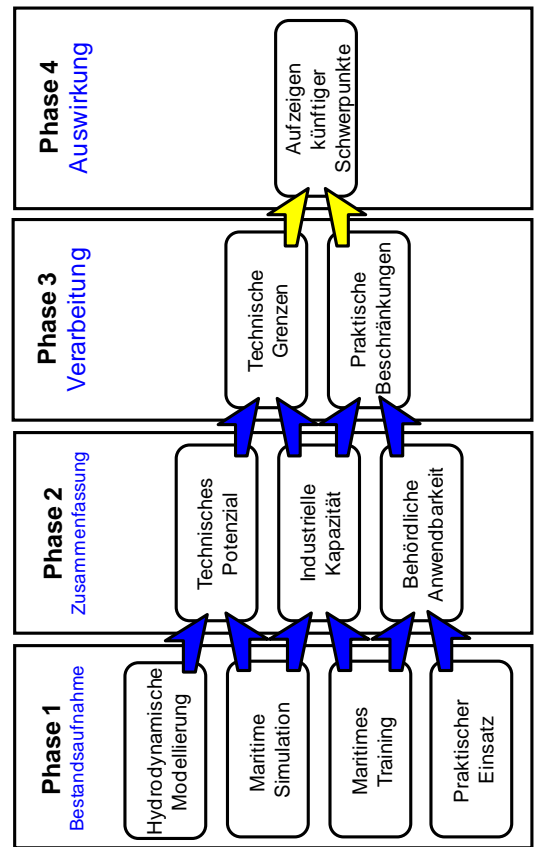 Phase 1
Bestandsaufnahme
Hydrodynamische
Modellierung
Maritime
Simulation
Maritimes
Training
Praktischer
Einsatz
Phase 2
Zusammenfassung
Technisches
Potenzial
Industrielle
Kapazität
Behördliche
Anwendbarkeit
Phase 3
Verarbeitung
Technische
Grenzen
Praktische
Beschränkungen
Phase 4
Auswirkung
Aufzeigen
künftiger
Schwerpunkte